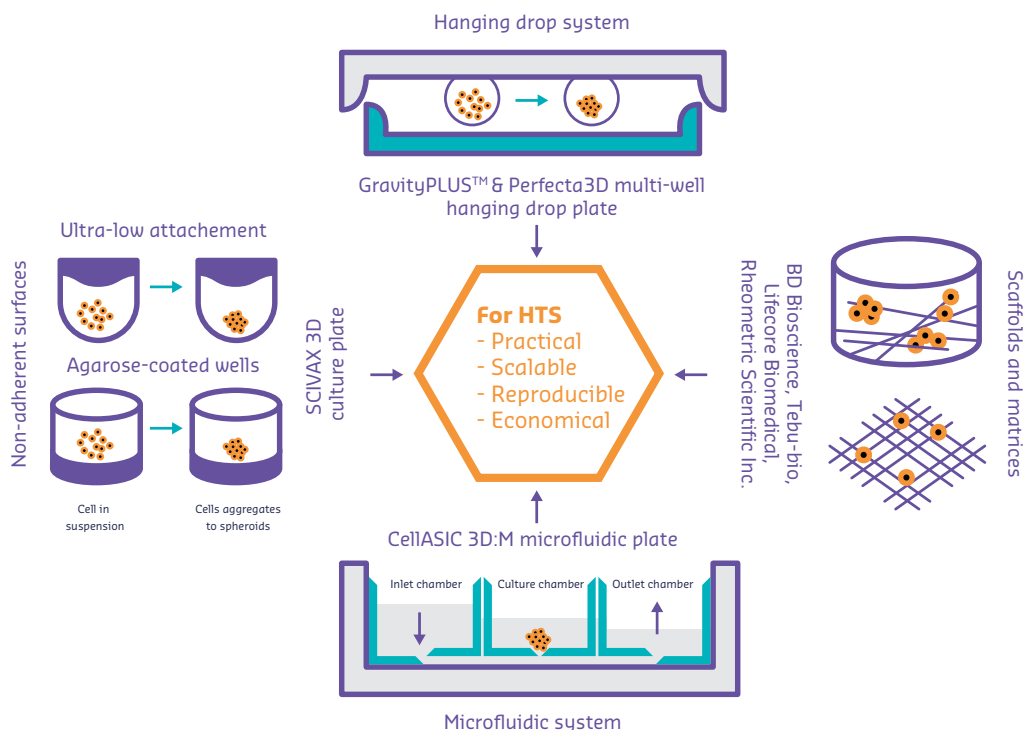 Hanging drop system
GravityPLUS™ & Perfecta3D multi-well
hanging drop plate
Non-adherent surfaces
Ultra-low attachement
Agarose-coated wells
Cell in
suspension
Cells aggregates
to spheroids
SCIVAX 3D
culture plate
For HTS
- Practical
- Scalable
- Reproducible
- Economical
BD Bioscience, Tebu-bio,
Lifecore Biomedical,
Rheometric Scientific Inc.
Scaffolds and matrices
CellASIC 3D:M microfluidic plate
Inlet chamber
Culture chamber
Outlet chamber
Microfluidic system